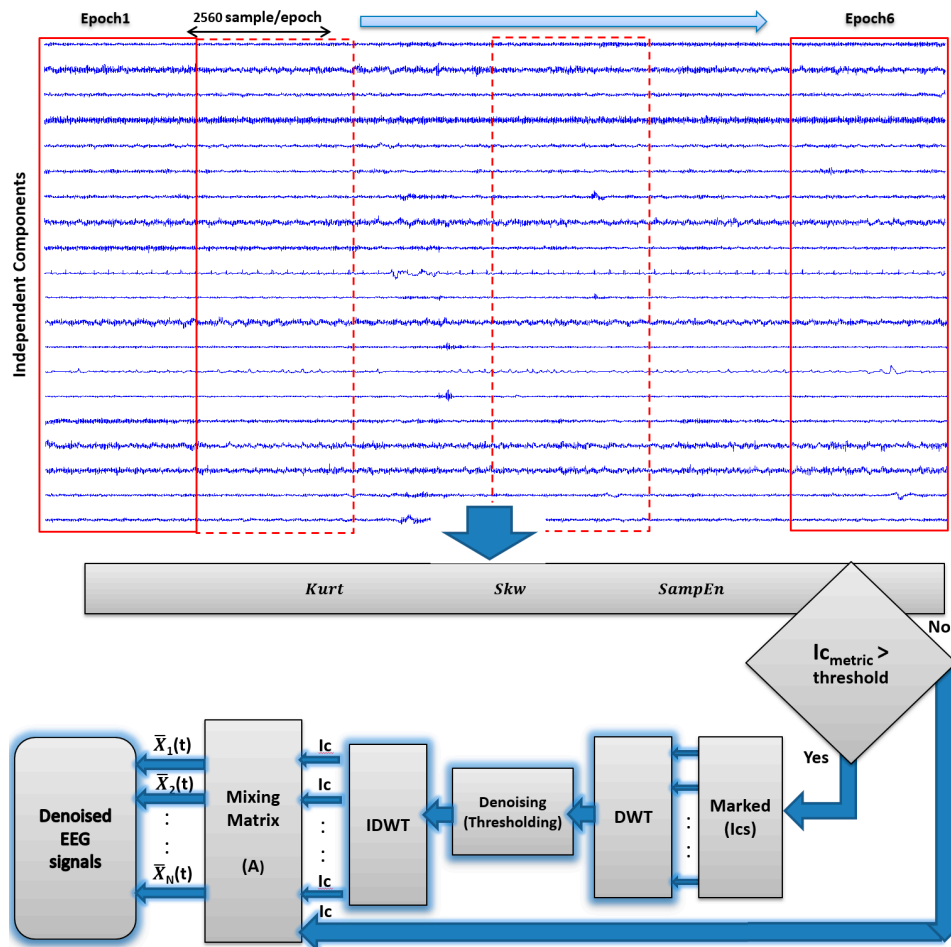 Epoch1
2560 sample/epoch
Epoch6
Independent Components
Kurt
Skw
SampEn
Ic_metric >
threshold
No
Yes
Marked
(Ics)
DWT
Denoising
(Thresholding)
IDWT
Ic
Ic
Ic
Ic
Mixing
Matrix
(A)
X̅₁(t)
X̅₂(t)
X̅_N(t)
Denoised
EEG
signals